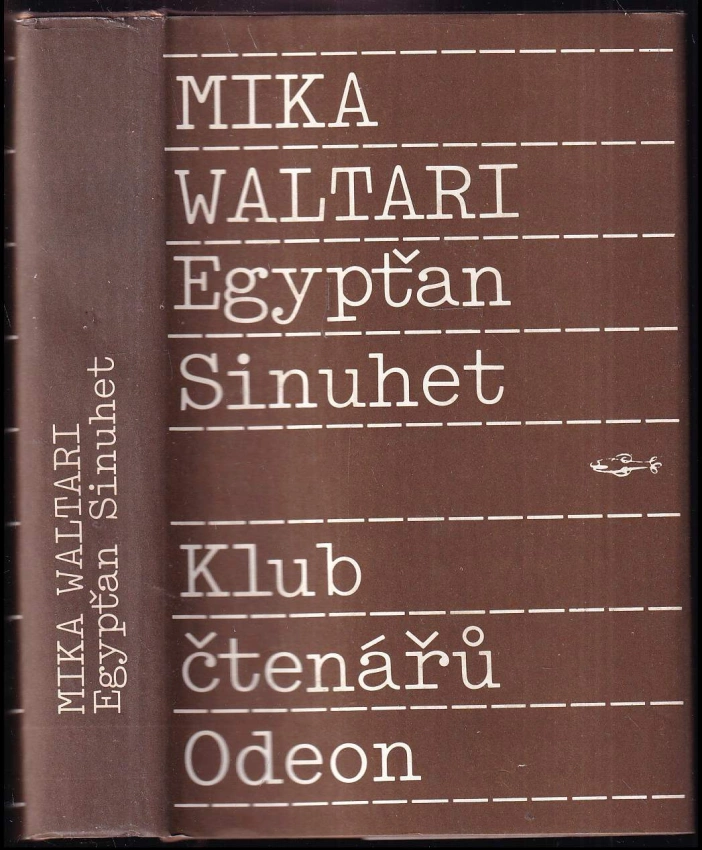 MIKA
WALTARI
Egypťan
Sinuhet
Klub
čtenářů
Odeon
MIKA WALTARI
Egypťan Sinuhet